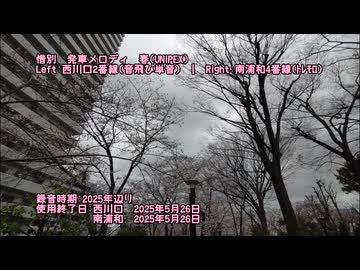 惜別　発車メロディ　春(UNIPEX)
Left:西川口2番線(音飛び単音)　|　Right:南浦和4番線(ﾄﾚﾓﾛ)
録音時期:2025年辺り
使用終了日:西川口　2025年5月26日
南浦和　2025年5月26日